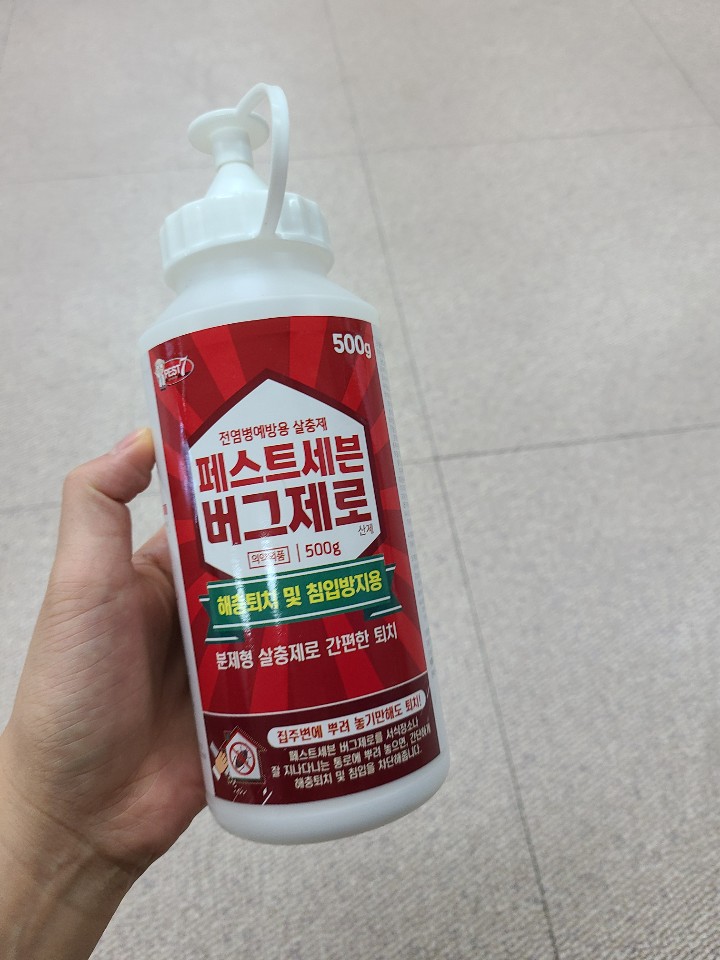 500g
PEST7
전염병예방용 살충제
페스트세븐
버그제로
산제
의약외품 | 500g
해충퇴치 및 침입방지용
분제형 살충제로 간편한 퇴치
집주변에 뿌려 놓기만해도 퇴치!
페스트세븐 버그제로를 서식장소나
잘 지나다니는 통로에 뿌려 놓으면, 간단하게
해충퇴치 및 침입을 차단해줍니다.